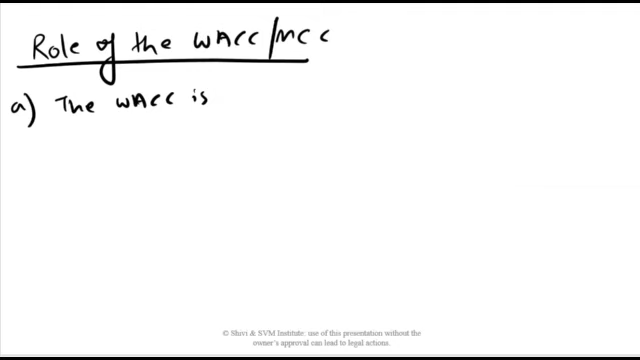 Role of the WACC/MCC
a) The WACC is
© Shivi & SVM Institute: use of this presentation without the
owner's approval can lead to legal actions.